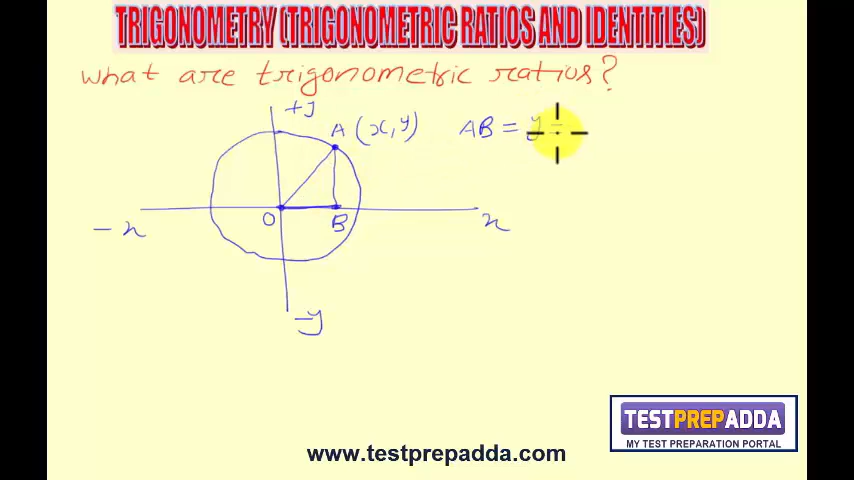 TRIGONOMETRY (TRIGONOMETRIC RATIOS AND IDENTITIES)
what are trigonometric ratios?
+y
A (x, y) AB = y =
O B
-x x
-y
TESTPREPADDA
MY TEST PREPARATION PORTAL
www.testprepadda.com